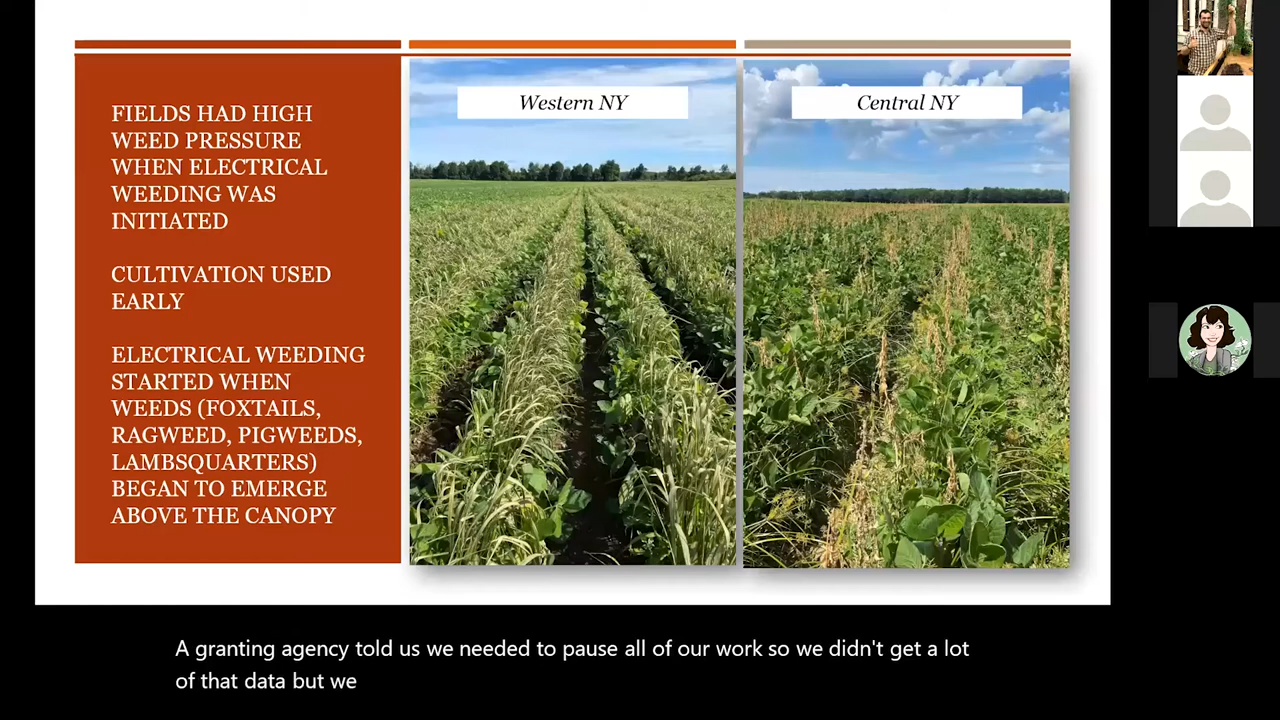 FIELDS HAD HIGH
WEED PRESSURE
WHEN ELECTRICAL
WEEDING WAS
INITIATED
CULTIVATION USED
EARLY
ELECTRICAL WEEDING
STARTED WHEN
WEEDS (FOXTAILS,
RAGWEED, PIGWEEDS,
LAMBSQUARTERS)
BEGAN TO EMERGE
ABOVE THE CANOPY
Western NY
Central NY
A granting agency told us we needed to pause all of our work so we didn't get a lot
of that data but we